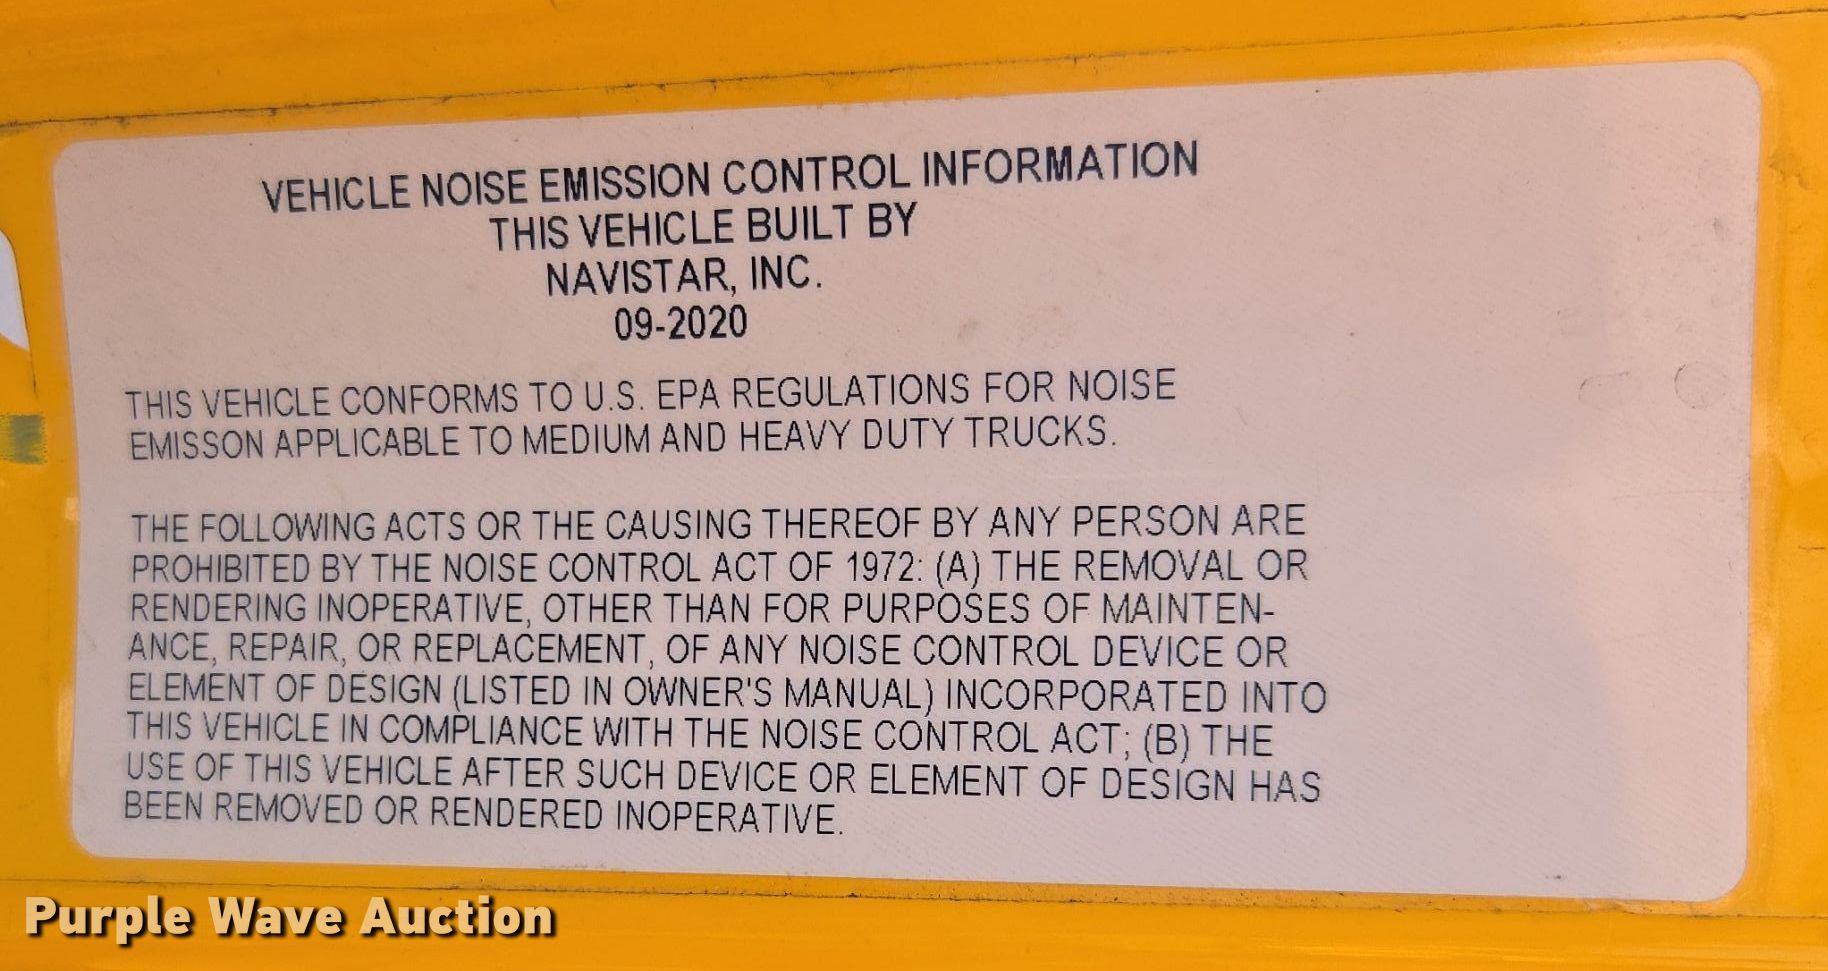 VEHICLE NOISE EMISSION CONTROL INFORMATION
THIS VEHICLE BUILT BY
NAVISTAR, INC.
09-2020
THIS VEHICLE CONFORMS TO U.S. EPA REGULATIONS FOR NOISE
EMISSON APPLICABLE TO MEDIUM AND HEAVY DUTY TRUCKS.
THE FOLLOWING ACTS OR THE CAUSING THEREOF BY ANY PERSON ARE
PROHIBITED BY THE NOISE CONTROL ACT OF 1972: (A) THE REMOVAL OR
RENDERING INOPERATIVE, OTHER THAN FOR PURPOSES OF MAINTEN-
ANCE, REPAIR, OR REPLACEMENT, OF ANY NOISE CONTROL DEVICE OR
ELEMENT OF DESIGN (LISTED IN OWNER'S MANUAL) INCORPORATED INTO
THIS VEHICLE IN COMPLIANCE WITH THE NOISE CONTROL ACT; (B) THE
USE OF THIS VEHICLE AFTER SUCH DEVICE OR ELEMENT OF DESIGN HAS
BEEN REMOVED OR RENDERED INOPERATIVE.
Purple Wave Auction